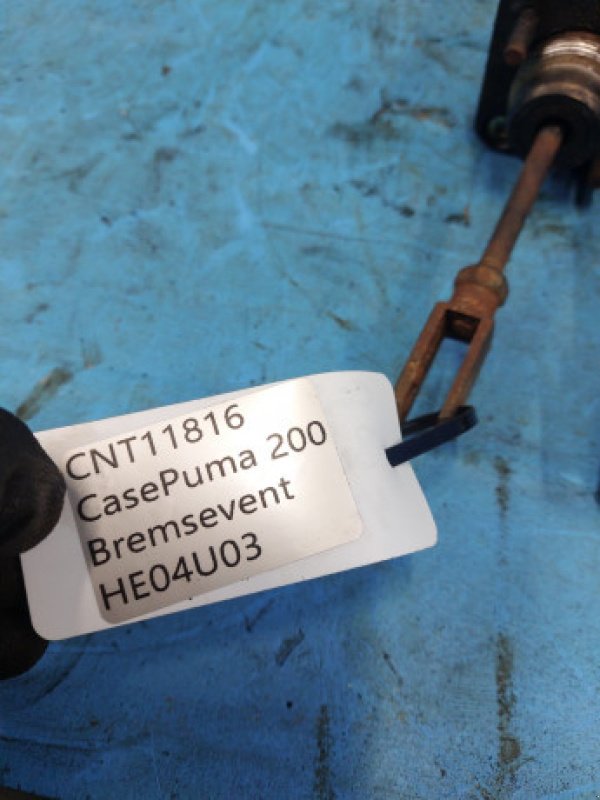 CNT11816
CasePuma 200
Bremsevent
HE04U03